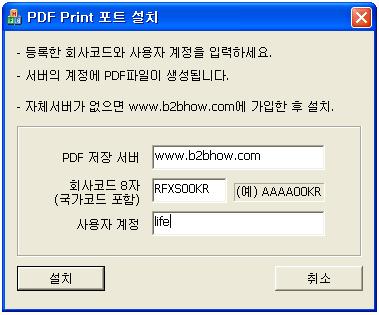 PDF Print 포트 설치
- 등록한 회사코드와 사용자 계정을 입력하세요.
- 서버의 계정에 PDF파일이 생성됩니다.
- 자체서버가 없으면 www.b2bhow.com에 가입한 후 설치.
PDF 저장 서버 www.b2bhow.com
회사코드 8자 RFXS00KR (예) AAAA00KR
(국가코드 포함)
사용자 계정 life
설치 취소